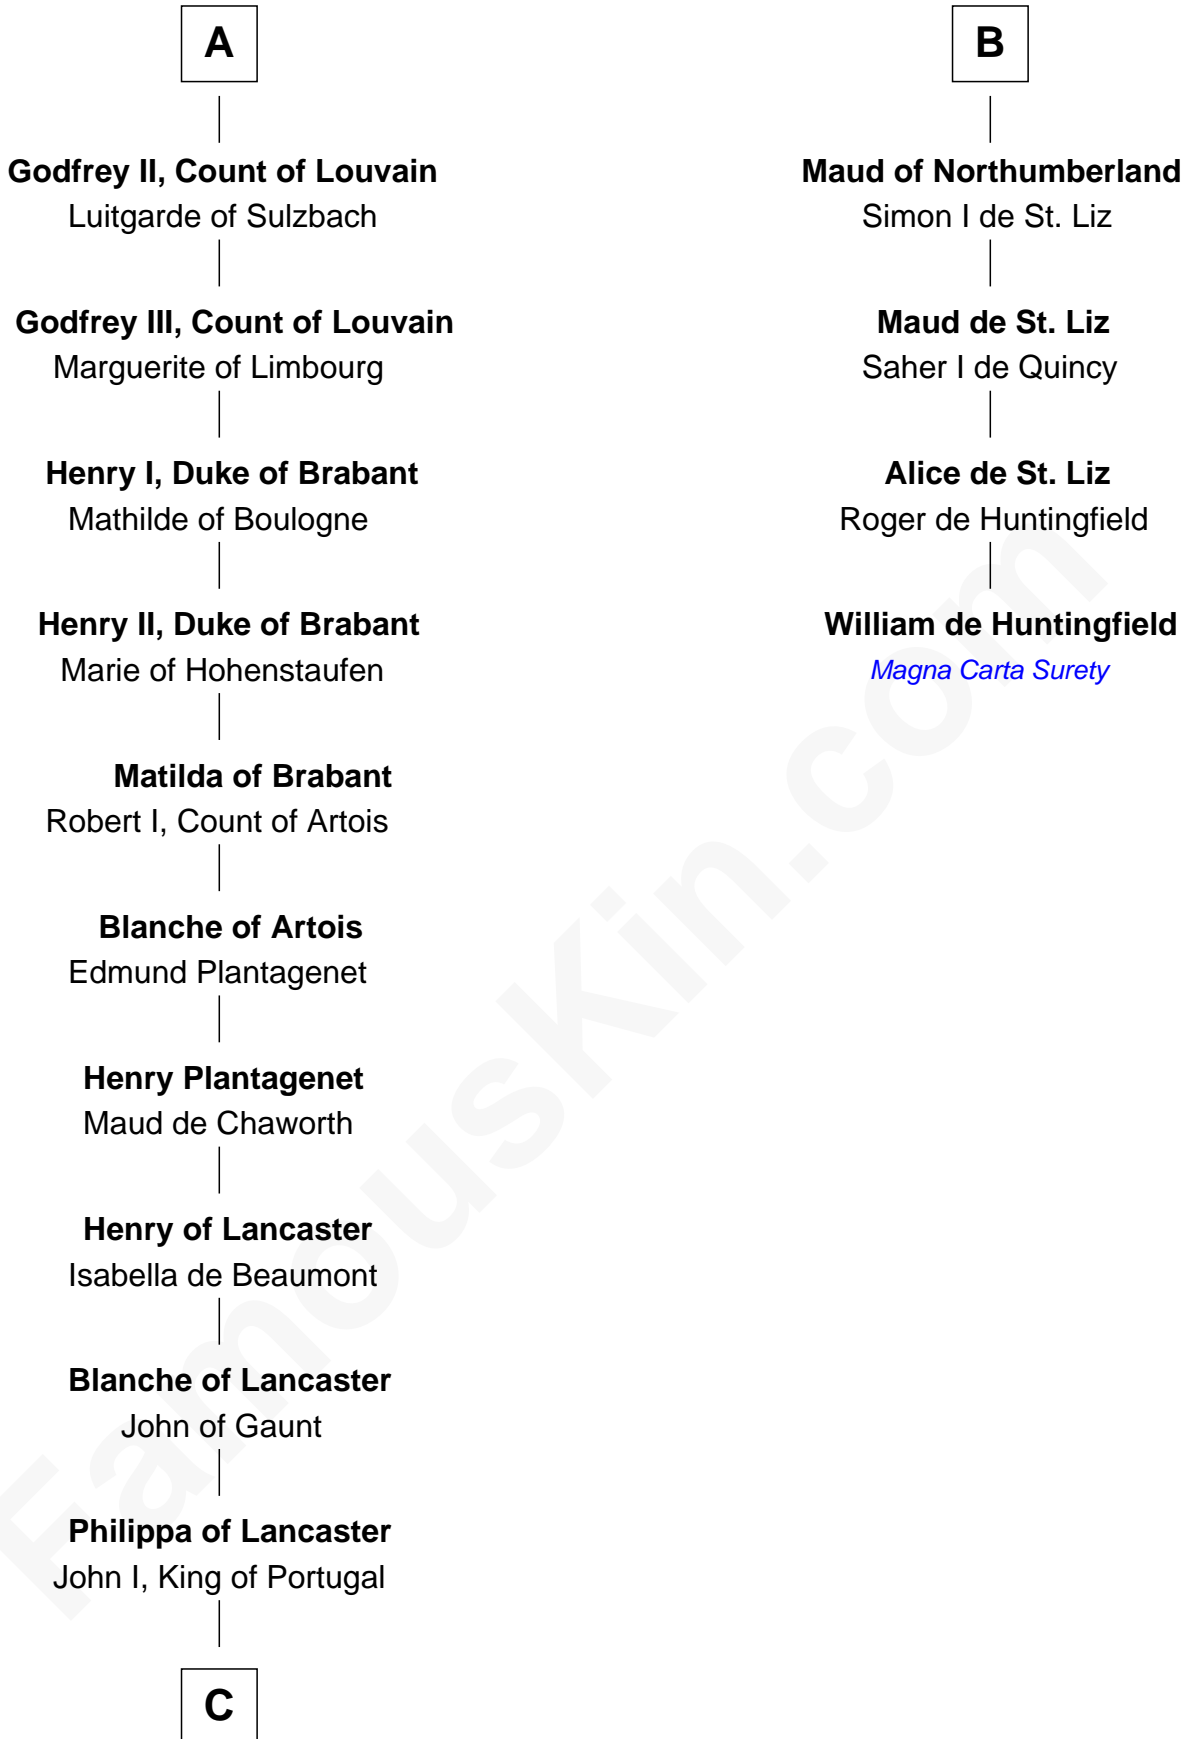 A
Godfrey II, Count of Louvain
Luitgarde of Sulzbach
Godfrey III, Count of Louvain
Marguerite of Limbourg
Henry I, Duke of Brabant
Mathilde of Boulogne
Henry II, Duke of Brabant
Marie of Hohenstaufen
Matilda of Brabant
Robert I, Count of Artois
Blanche of Artois
Edmund Plantagenet
Henry Plantagenet
Maud de Chaworth
Henry of Lancaster
Isabella de Beaumont
Blanche of Lancaster
John of Gaunt
Philippa of Lancaster
John I, King of Portugal
C
B
Maud of Northumberland
Simon I de St. Liz
Maud de St. Liz
Saher I de Quincy
Alice de St. Liz
Roger de Huntingfield
William de Huntingfield
Magna Carta Surety
FamousKin.com